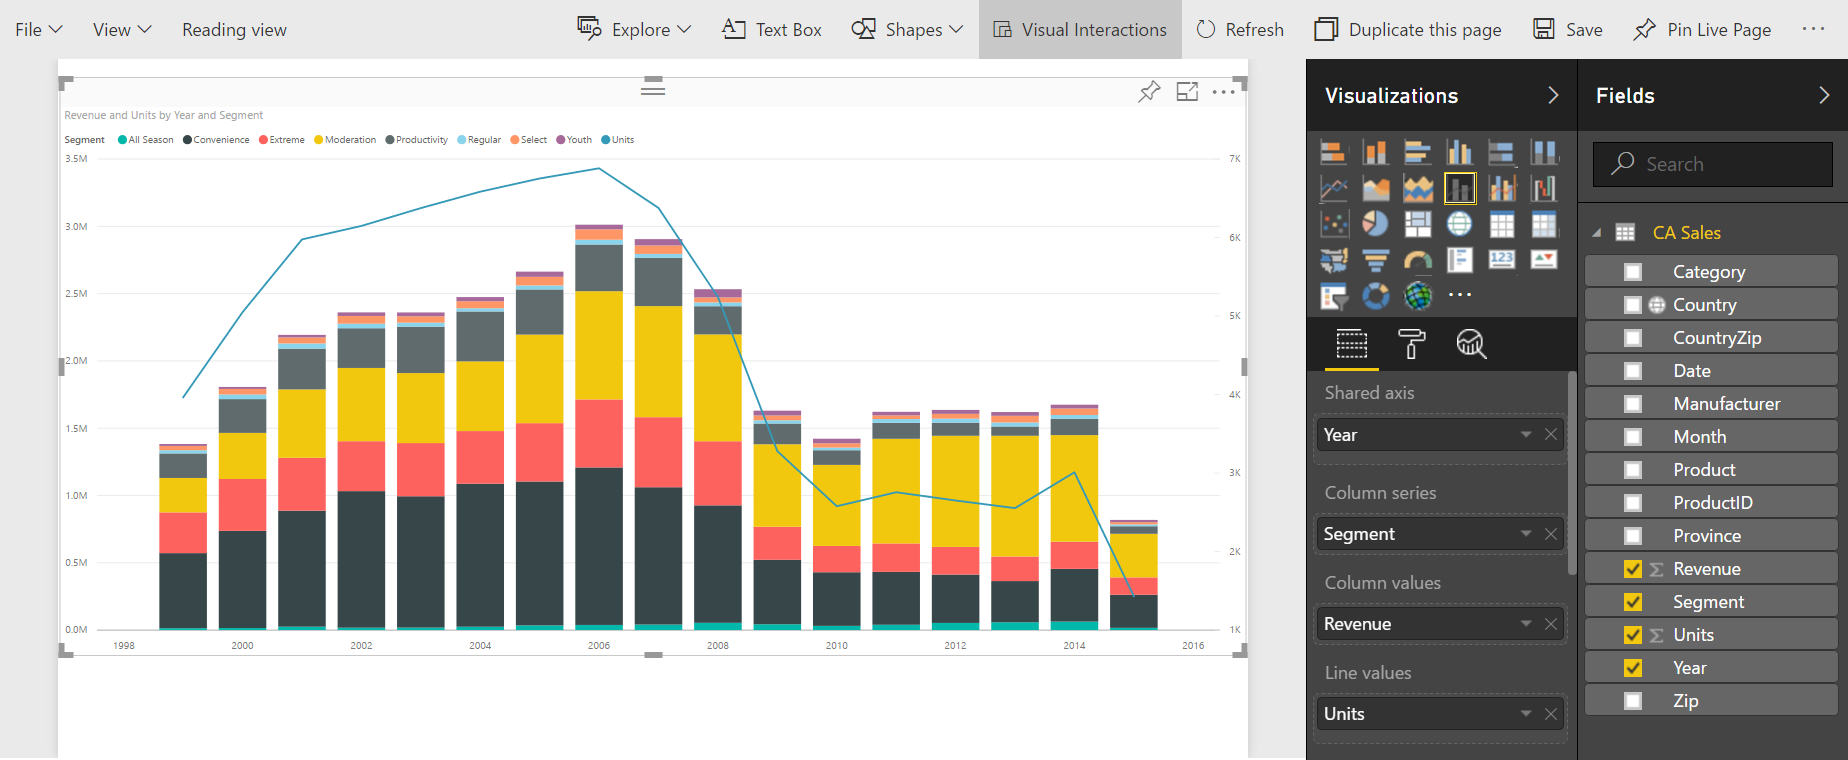 File View Reading view Explore Text Box Shapes Visual Interactions Refresh Duplicate this page Save Pin Live Page
Revenue and Units by Year and Segment
Segment All Season Convenience Extreme Moderation Productivity Regular Select Youth Units
3.5M
3.0M
2.5M
2.0M
1.5M
1.0M
0.5M
0.0M
7K
6K
5K
4K
3K
2K
1K
1998 2000 2002 2004 2006 2008 2010 2012 2014 2016
Visualizations
123
Shared axis
Year
Column series
Segment
Column values
Revenue
Line values
Units
Fields
Search
CA Sales
Category
Country
CountryZip
Date
Manufacturer
Month
Product
ProductID
Province
Revenue
Segment
Units
Year
Zip